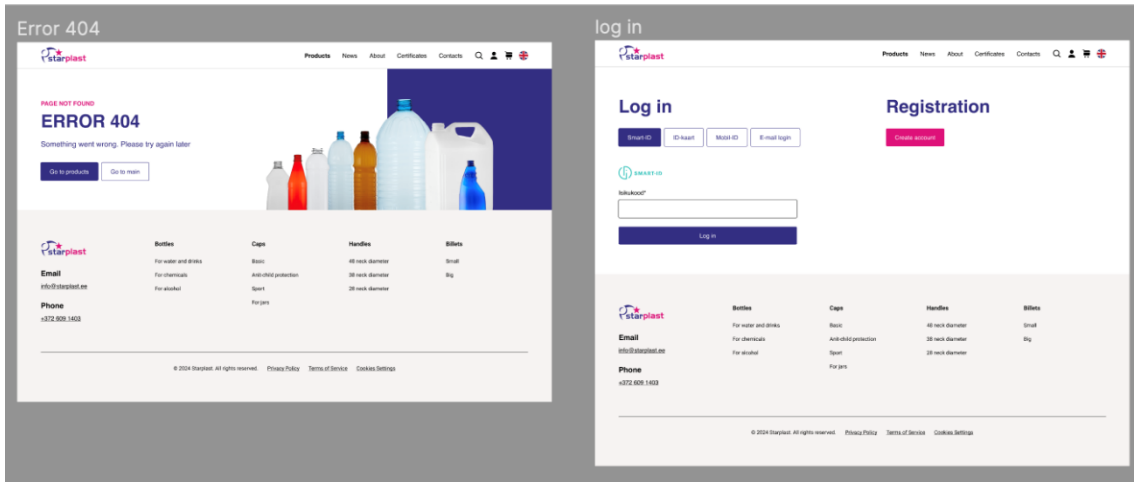 Error 404
starplast
Products News About Certificates Contacts
PAGE NOT FOUND
ERROR 404
Something went wrong. Please try again later
Go to products Go to main
starplast
Email
info@starplast.ee
Phone
+372 609 1403
Bottles
For water and drinks
For chemicals
For alcohol
Caps
Basic
Anti-child protection
Sport
For jars
Handles
48 neck diameter
38 neck diameter
28 neck diameter
Billets
Small
Big
© 2024 Starplast. All rights reserved. Privacy Policy Terms of Service Cookies Settings
log in
starplast
Products News About Certificates Contacts
Log in
Smart-ID ID-kaart Mobiil-ID E-mail login
SMART-ID
Isikukood*
Log in
Registration
Create account
starplast
Email
info@starplast.ee
Phone
+372 609 1403
Bottles
For water and drinks
For chemicals
For alcohol
Caps
Basic
Anti-child protection
Sport
For jars
Handles
48 neck diameter
38 neck diameter
28 neck diameter
Billets
Small
Big
© 2024 Starplast. All rights reserved. Privacy Policy Terms of Service Cookies Settings